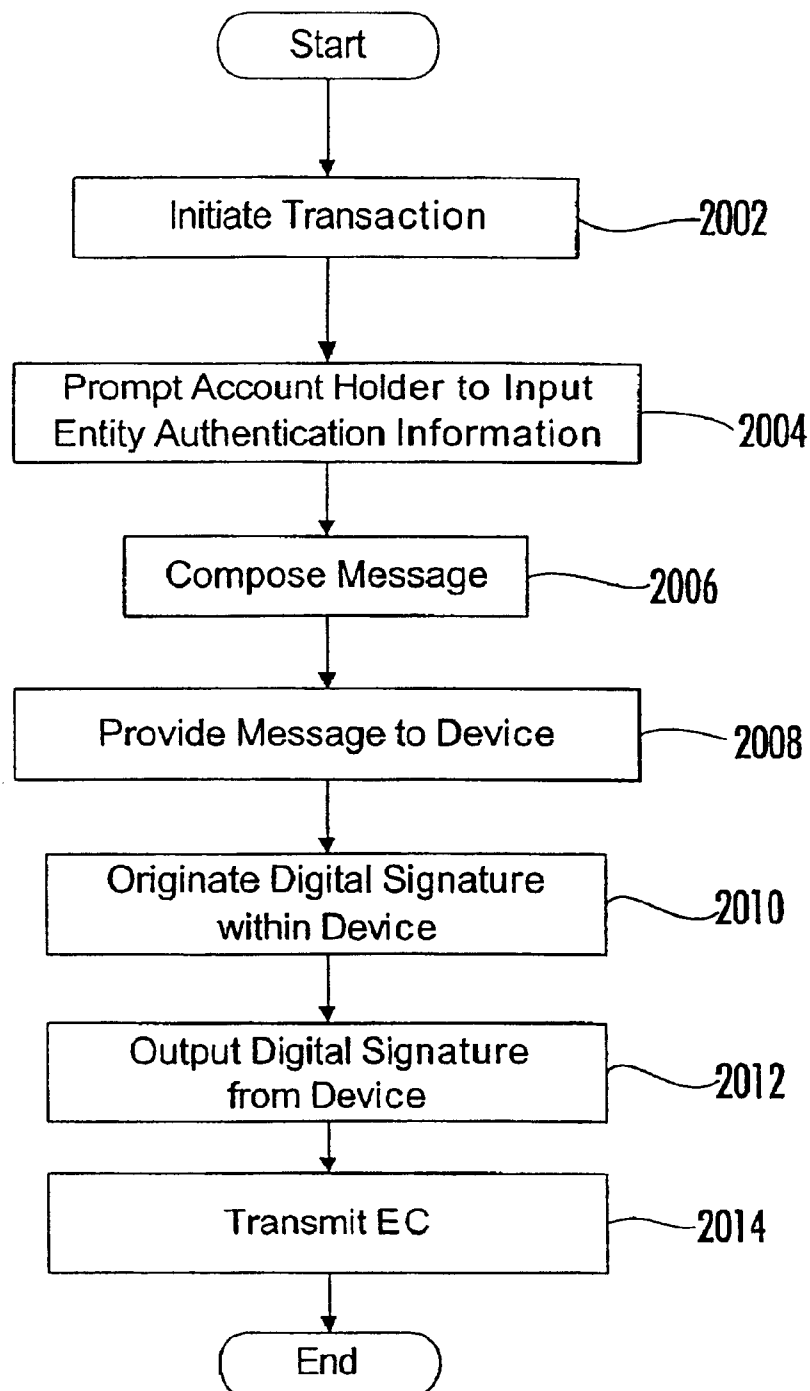 Start
Initiate Transaction
2002
Prompt Account Holder to Input
Entity Authentication Information
2004
Compose Message
2006
Provide Message to Device
2008
Originate Digital Signature
within Device
2010
Output Digital Signature
from Device
2012
Transmit EC
2014
End